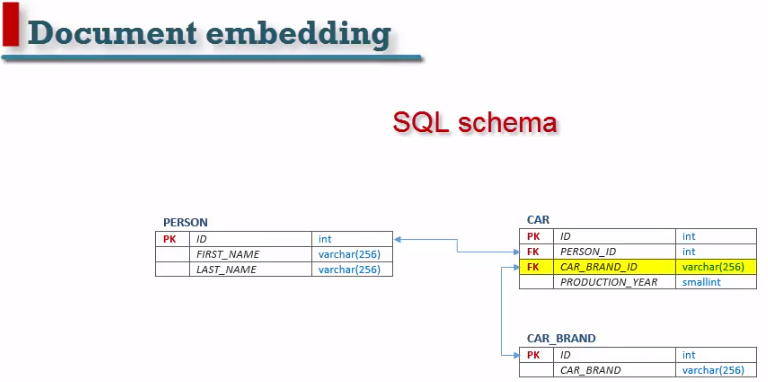 Document embedding
SQL schema
PERSON
PK ID int
FIRST_NAME varchar(256)
LAST_NAME varchar(256)
CAR
PK ID int
FK PERSON_ID int
FK CAR_BRAND_ID varchar(256)
PRODUCTION_YEAR smallint
CAR_BRAND
PK ID int
CAR_BRAND varchar(256)